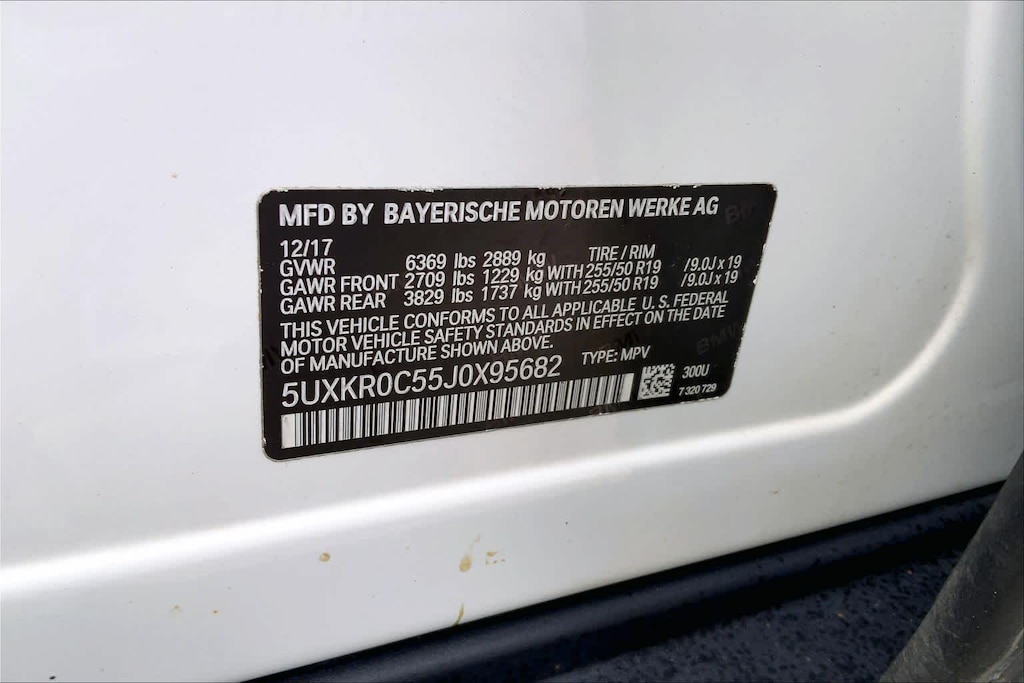 MFD BY BAYERISCHE MOTOREN WERKE AG
12/17
GVWR 6369 lbs 2889 kg TIRE / RIM
GAWR FRONT 2709 lbs 1229 kg WITH 255/50 R19 /9.0J x 19
GAWR REAR 3829 lbs 1737 kg WITH 255/50 R19 /9.0J x 19
THIS VEHICLE CONFORMS TO ALL APPLICABLE U.S. FEDERAL
MOTOR VEHICLE SAFETY STANDARDS IN EFFECT ON THE DATE
OF MANUFACTURE SHOWN ABOVE.
5UXKR0C55J0X95682 TYPE: MPV
300U
7 320 729